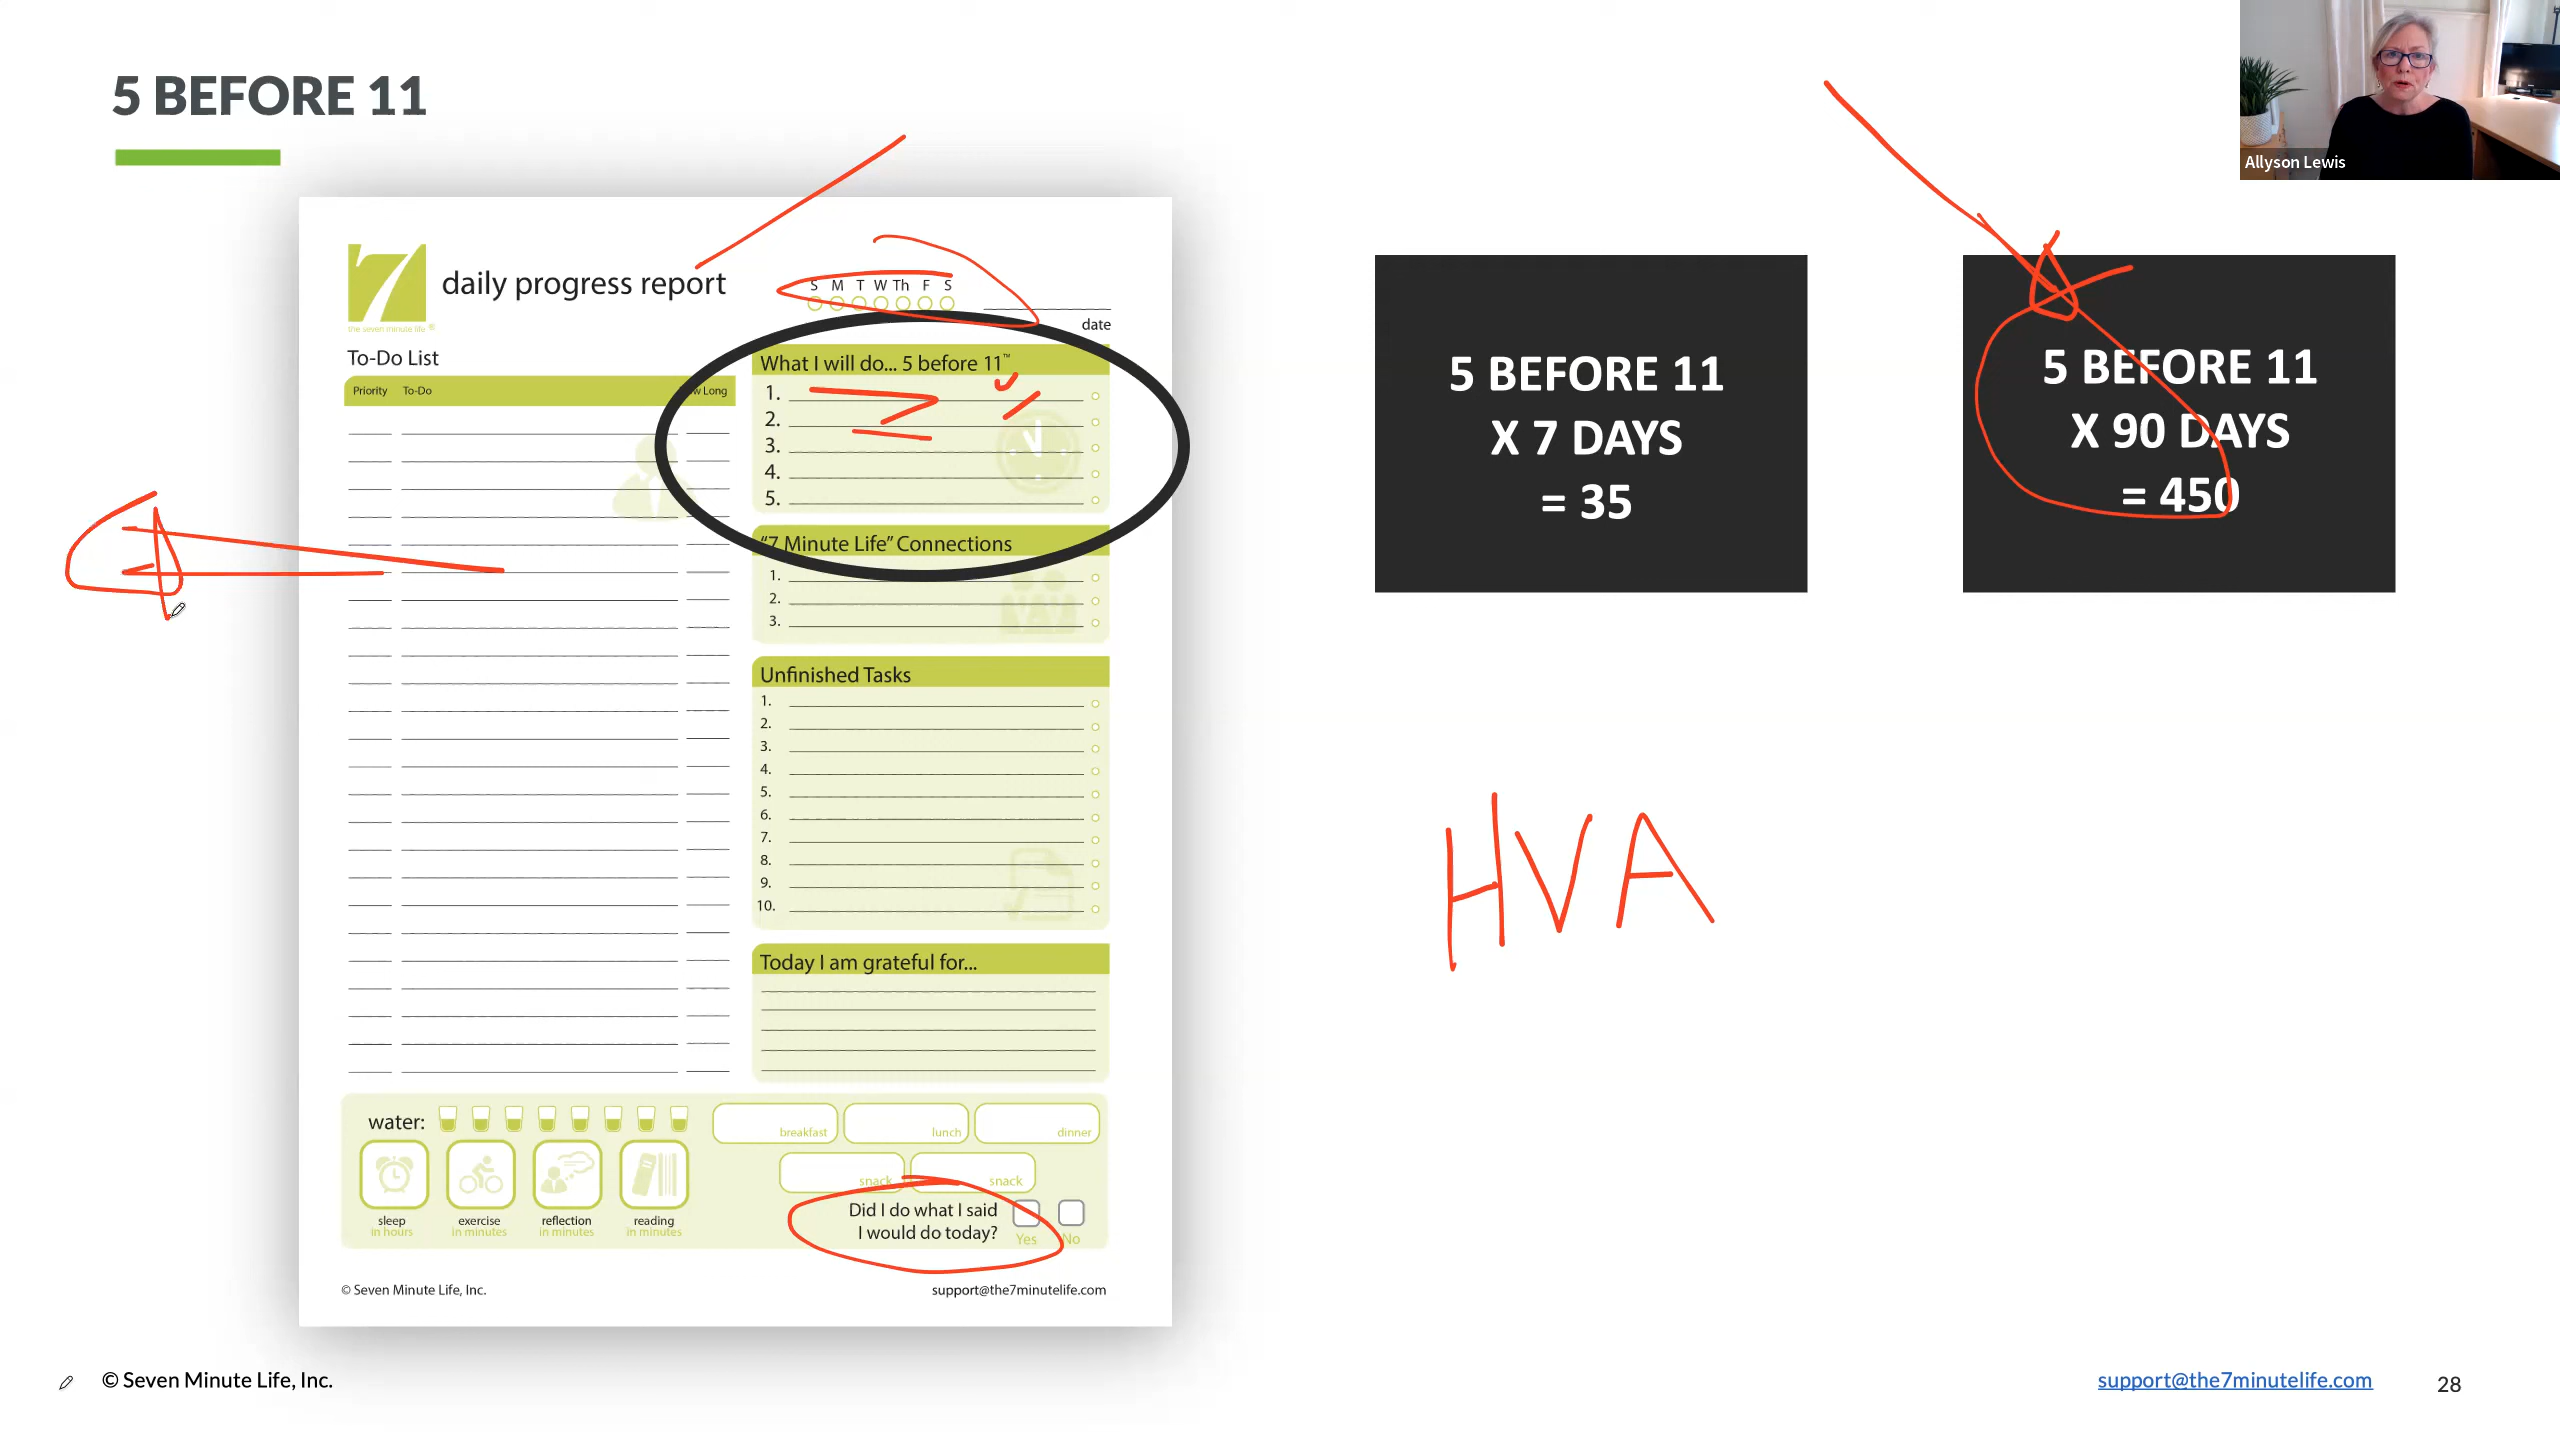 5 BEFORE 11
Allyson Lewis
7
the seven minute life ®
daily progress report
S M T W Th F S
date
To-Do List
Priority To-Do Long
What I will do... 5 before 11™
1.
2.
3.
4.
5.
"7 Minute Life" Connections
1.
2.
3.
Unfinished Tasks
1.
2.
3.
4.
5.
6.
7.
8.
9.
10.
Today I am grateful for...
water:
breakfast
lunch
dinner
snack
snack
sleep
in hours
exercise
in minutes
reflection
in minutes
reading
in minutes
Did I do what I said
I would do today?
Yes No
© Seven Minute Life, Inc.
support@the7minutelife.com
5 BEFORE 11
X 7 DAYS
= 35
5 BEFORE 11
X 90 DAYS
= 450
HVA
© Seven Minute Life, Inc.
support@the7minutelife.com
28